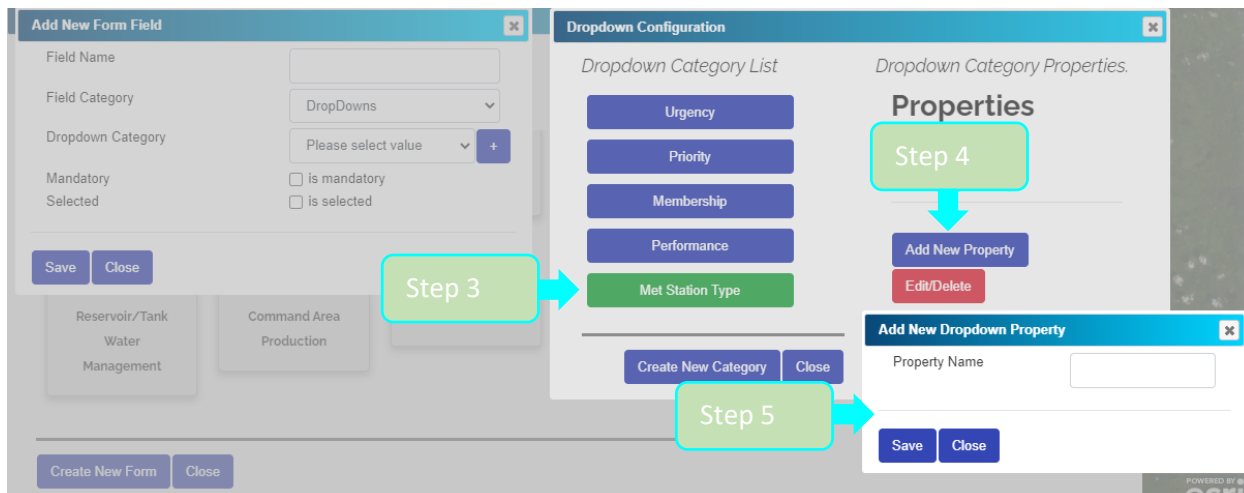 Add New Form Field
Field Name
Field Category
DropDowns
Dropdown Category
Please select value
+
Mandatory
is mandatory
Selected
is selected
Save
Close
Reservoir/Tank
Water
Management
Command Area
Production
Create New Form
Close
Dropdown Configuration
Dropdown Category List
Urgency
Priority
Membership
Performance
Step 3
Met Station Type
Create New Category
Close
Dropdown Category Properties.
Properties
Step 4
Add New Property
Edit/Delete
Add New Dropdown Property
Property Name
Step 5
Save
Close
POWERED BY